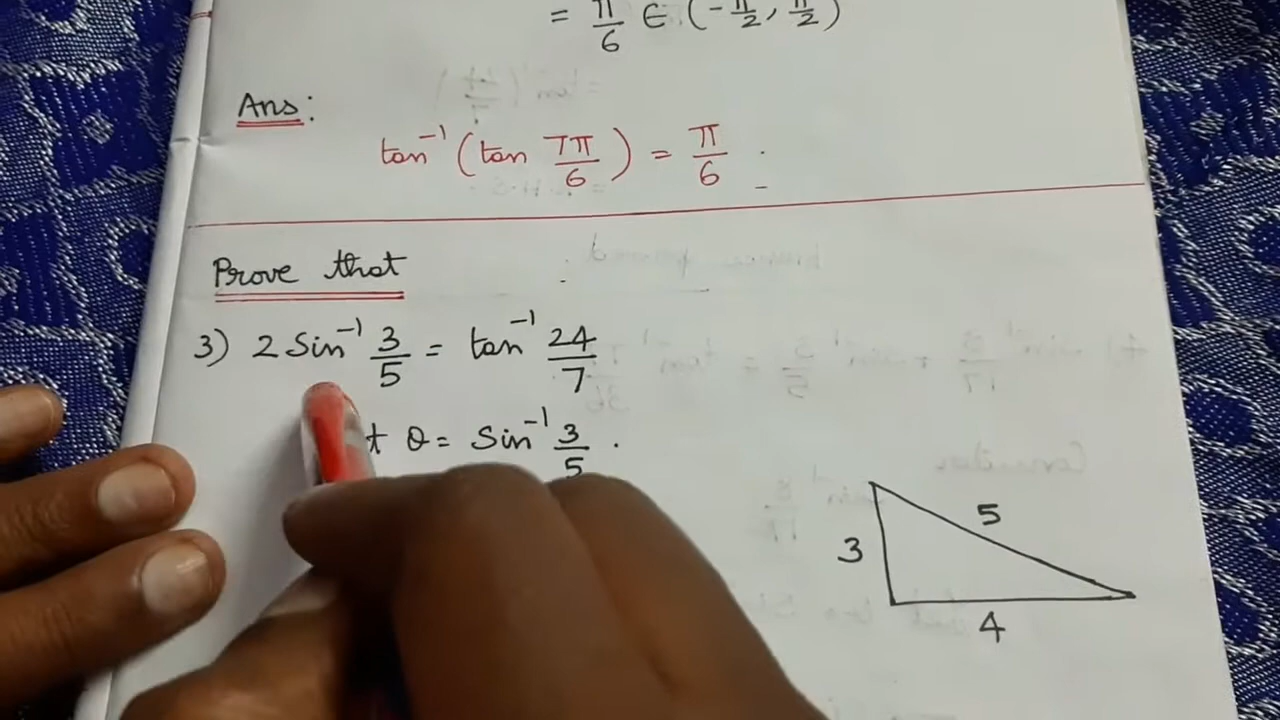 = π/6 ∈ (-π/2, π/2)
Ans:
tan⁻¹ (tan 7π/6) = π/6 .
Prove that
3) 2 Sin⁻¹ 3/5 = tan⁻¹ 24/7
θ = Sin⁻¹ 3/5 .
5
3
4